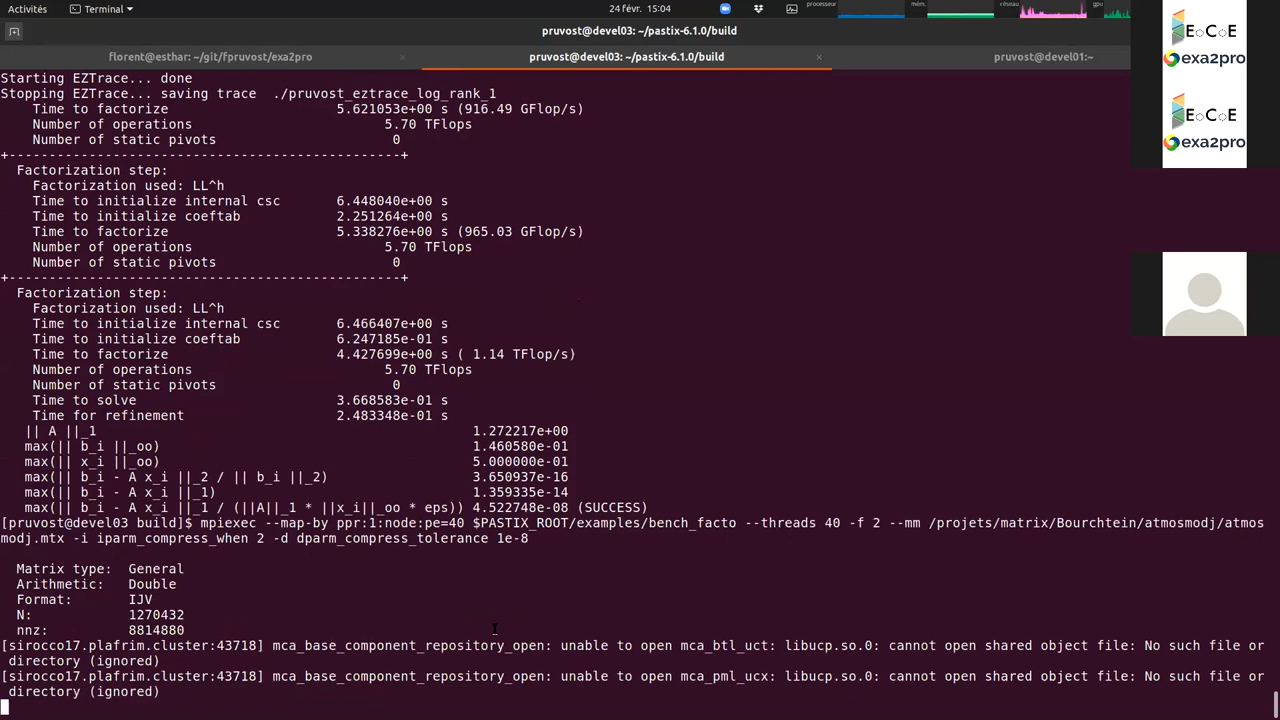 Activités
Terminal
24 févr. 15:04
processeur
mém.
réseau
gpu
pruvost@devel03: ~/pastix-6.1.0/build
florent@esthar: ~/git/fpruvost/exa2pro
×
pruvost@devel03: ~/pastix-6.1.0/build
×
pruvost@devel01:~
EoCoE
exa2pro
EoCoE
exa2pro
Starting EZTrace... done
Stopping EZTrace... saving trace  ./pruvost_eztrace_log_rank_1
Time to factorize 5.621053e+00 s (916.49 GFlop/s)
Number of operations 5.70 TFlops
Number of static pivots 0
+-------------------------------------------------+
Factorization step:
Factorization used: LL^h
Time to initialize internal csc 6.448040e+00 s
Time to initialize coeftab 2.251264e+00 s
Time to factorize 5.338276e+00 s (965.03 GFlop/s)
Number of operations 5.70 TFlops
Number of static pivots 0
+-------------------------------------------------+
Factorization step:
Factorization used: LL^h
Time to initialize internal csc 6.466407e+00 s
Time to initialize coeftab 6.247185e-01 s
Time to factorize 4.427699e+00 s ( 1.14 TFlop/s)
Number of operations 5.70 TFlops
Number of static pivots 0
Time to solve 3.668583e-01 s
Time for refinement 2.483348e-01 s
|| A ||_1 1.272217e+00
max(|| b_i ||_oo) 1.460580e-01
max(|| x_i ||_oo) 5.000000e-01
max(|| b_i - A x_i ||_2 / || b_i ||_2) 3.650937e-16
max(|| b_i - A x_i ||_1) 1.359335e-14
max(|| b_i - A x_i ||_1 / (||A||_1 * ||x_i||_oo * eps)) 4.522748e-08 (SUCCESS)
[pruvost@devel03 build]$ mpiexec --map-by ppr:1:node:pe=40 $PASTIX_ROOT/examples/bench_facto --threads 40 -f 2 --mm /projets/matrix/Bourchtein/atmosmodj/atmos
modj.mtx -i iparm_compress_when 2 -d dparm_compress_tolerance 1e-8
Matrix type: General
Arithmetic: Double
Format: IJV
N: 1270432
nnz: 8814880
[sirocco17.plafrim.cluster:43718] mca_base_component_repository_open: unable to open mca_btl_uct: libucp.so.0: cannot open shared object file: No such file or
directory (ignored)
[sirocco17.plafrim.cluster:43718] mca_base_component_repository_open: unable to open mca_pml_ucx: libucp.so.0: cannot open shared object file: No such file or
directory (ignored)